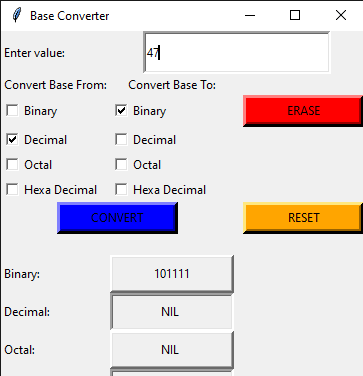 Base Converter
Enter value: 47
Convert Base From: Convert Base To:
Binary Binary ERASE
Decimal Decimal
Octal Octal
Hexa Decimal Hexa Decimal
CONVERT RESET
Binary: 101111
Decimal: NIL
Octal: NIL